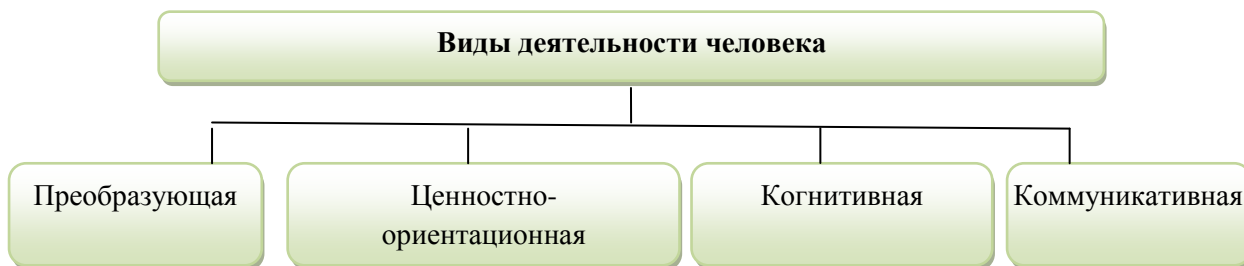 Виды деятельности человека
Преобразующая
Ценностно-
ориентационная
Когнитивная
Коммуникативная